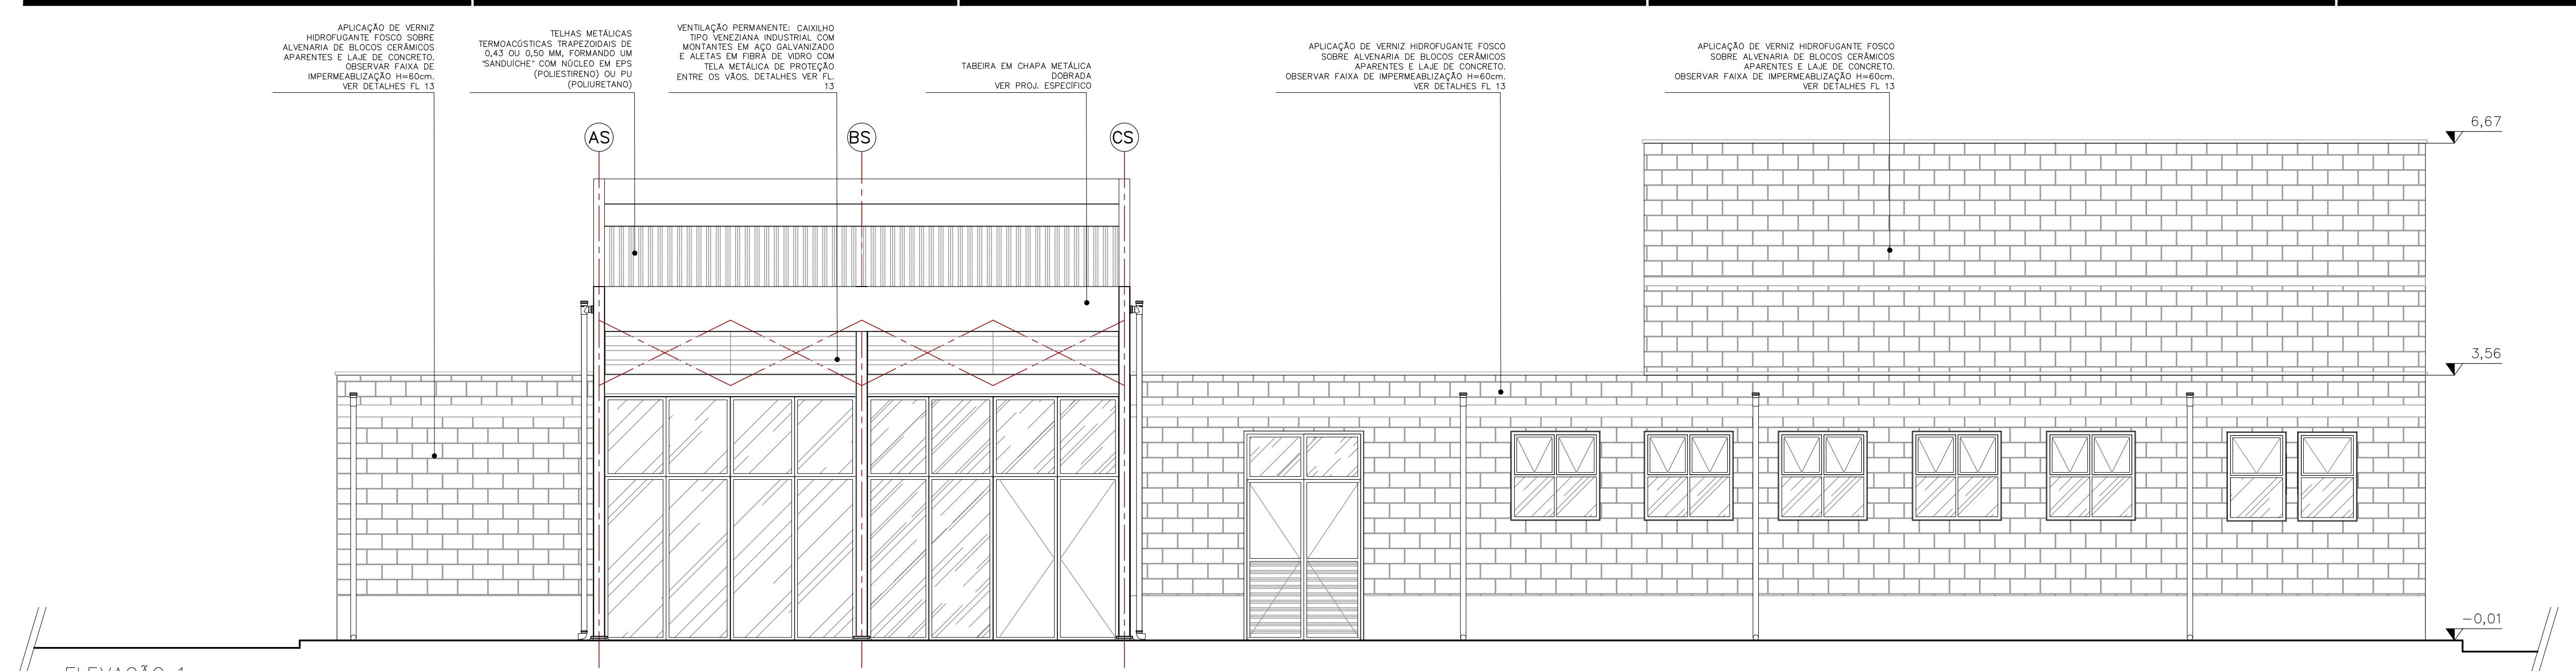 APLICAÇÃO DE VERNIZ
HIDROFUGANTE FOSCO SOBRE
ALVENARIA DE BLOCOS CERÂMICOS
APARENTES E LAJE DE CONCRETO.
OBSERVAR FAIXA DE
IMPERMEABLIZAÇÃO H=60cm.
VER DETALHES FL 13
TELHAS METÁLICAS
TERMOACÚSTICAS TRAPEZOIDAIS DE
0,43 OU 0,50 MM, FORMANDO UM
"SANDUÍCHE" COM NÚCLEO EM EPS
(POLIESTIRENO) OU PU
(POLIURETANO)
VENTILAÇÃO PERMANENTE: CAIXILHO
TIPO VENEZIANA INDUSTRIAL COM
MONTANTES EM AÇO GALVANIZADO
E ALETAS EM FIBRA DE VIDRO COM
TELA METÁLICA DE PROTEÇÃO
ENTRE OS VÃOS. DETALHES VER FL.
13
TABEIRA EM CHAPA METÁLICA
DOBRADA
VER PROJ. ESPECÍFICO
APLICAÇÃO DE VERNIZ HIDROFUGANTE FOSCO
SOBRE ALVENARIA DE BLOCOS CERÂMICOS
APARENTES E LAJE DE CONCRETO.
OBSERVAR FAIXA DE IMPERMEABLIZAÇÃO H=60cm.
VER DETALHES FL 13
APLICAÇÃO DE VERNIZ HIDROFUGANTE FOSCO
SOBRE ALVENARIA DE BLOCOS CERÂMICOS
APARENTES E LAJE DE CONCRETO.
OBSERVAR FAIXA DE IMPERMEABLIZAÇÃO H=60cm.
VER DETALHES FL 13
AS
BS
CS
6,67
3,56
-0,01
ELEVAÇÃO 1